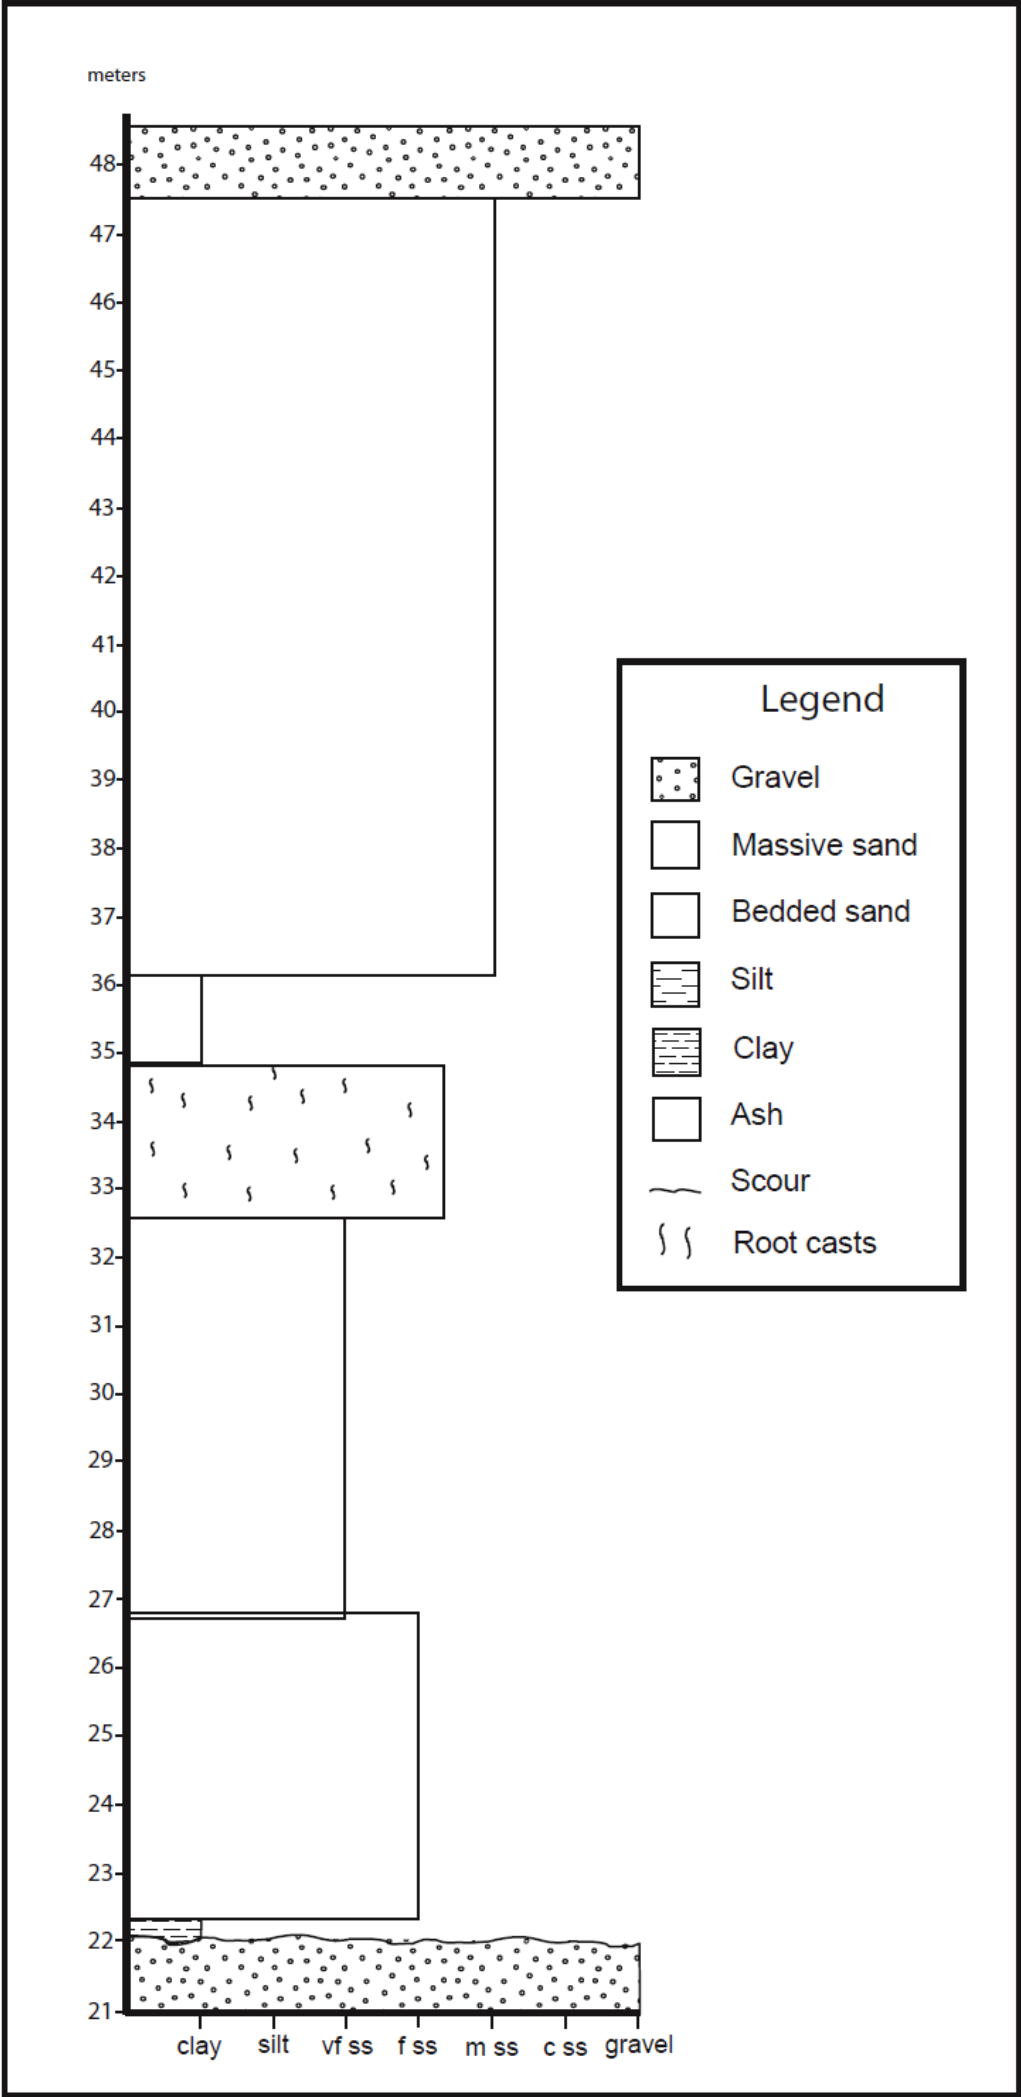 meters
48
47
46
45
44
43
42
41
40
39
38
37
36
35
34
33
32
31
30
29
28
27
26
25
24
23
22
21
clay silt vf ss f ss m ss c ss gravel
Legend
Gravel
Massive sand
Bedded sand
Silt
Clay
Ash
Scour
Root casts